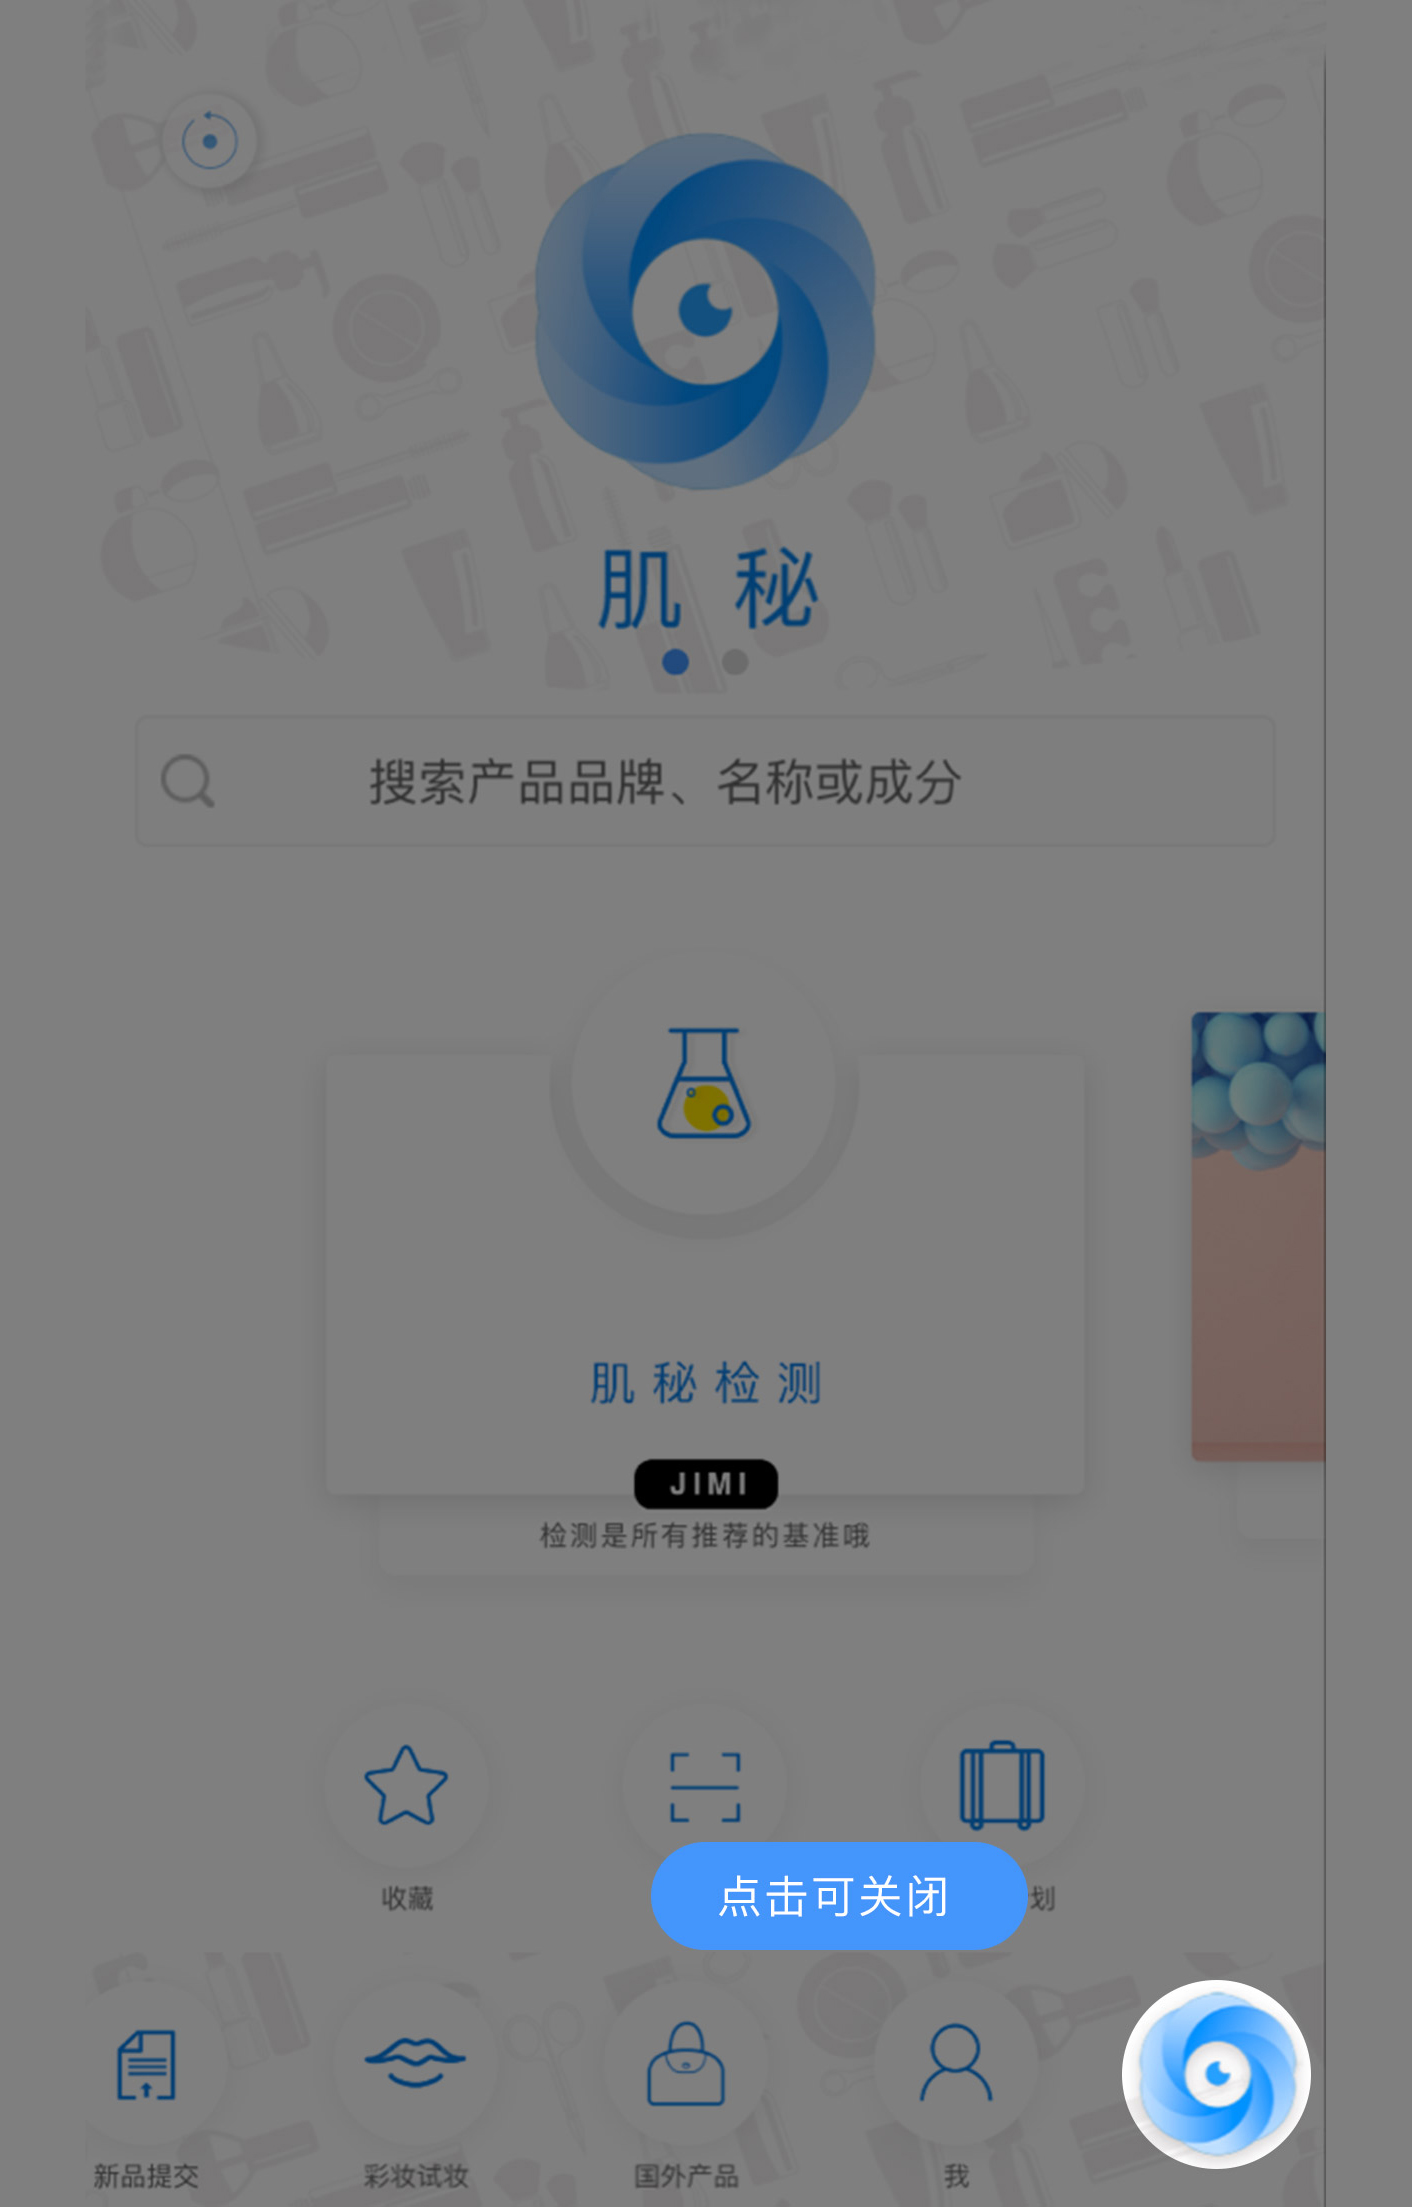 肌秘
搜索产品品牌、名称或成分
肌秘检测
JIMI
检测是所有推荐的基准哦
收藏
划
点击可关闭
新品提交
彩妆试妆
国外产品
我